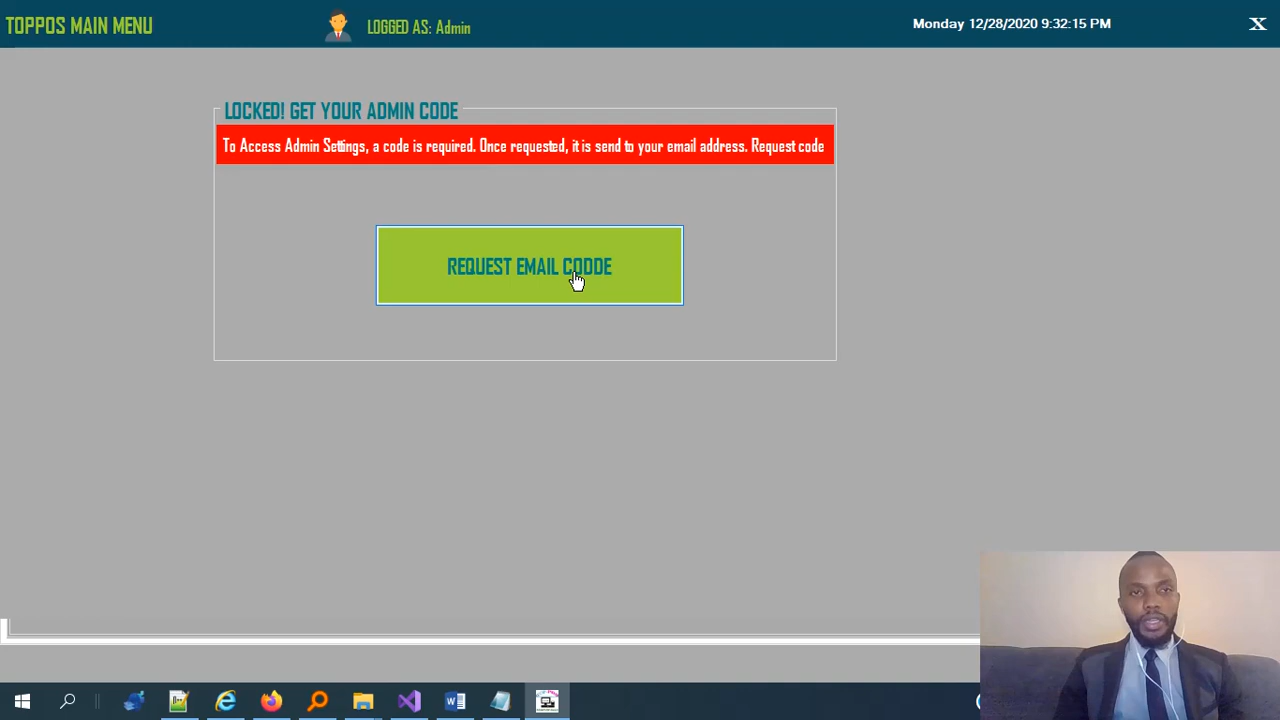 TOPPOS MAIN MENU
LOGGED AS: Admin
Monday 12/28/2020 9:32:15 PM
X
LOCKED! GET YOUR ADMIN CODE
To Access Admin Settings, a code is required. Once requested, it is send to your email address. Request code
REQUEST EMAIL CODDE